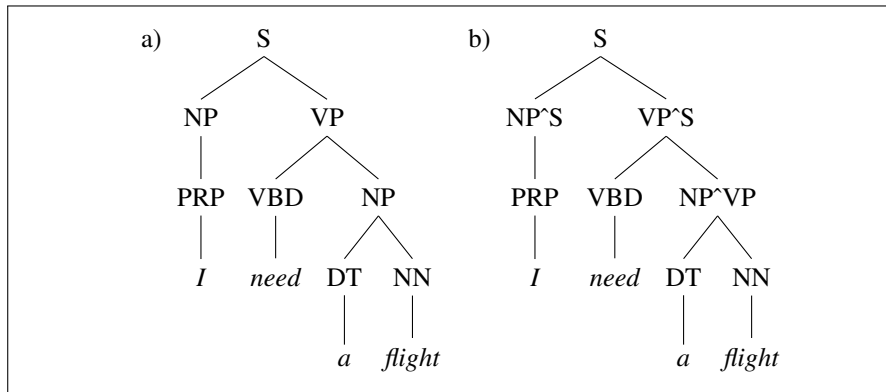 a) S b) S
NP VP NP^S VP^S
PRP VBD NP PRP VBD NP^VP
I need DT NN I need DT NN
a flight a flight